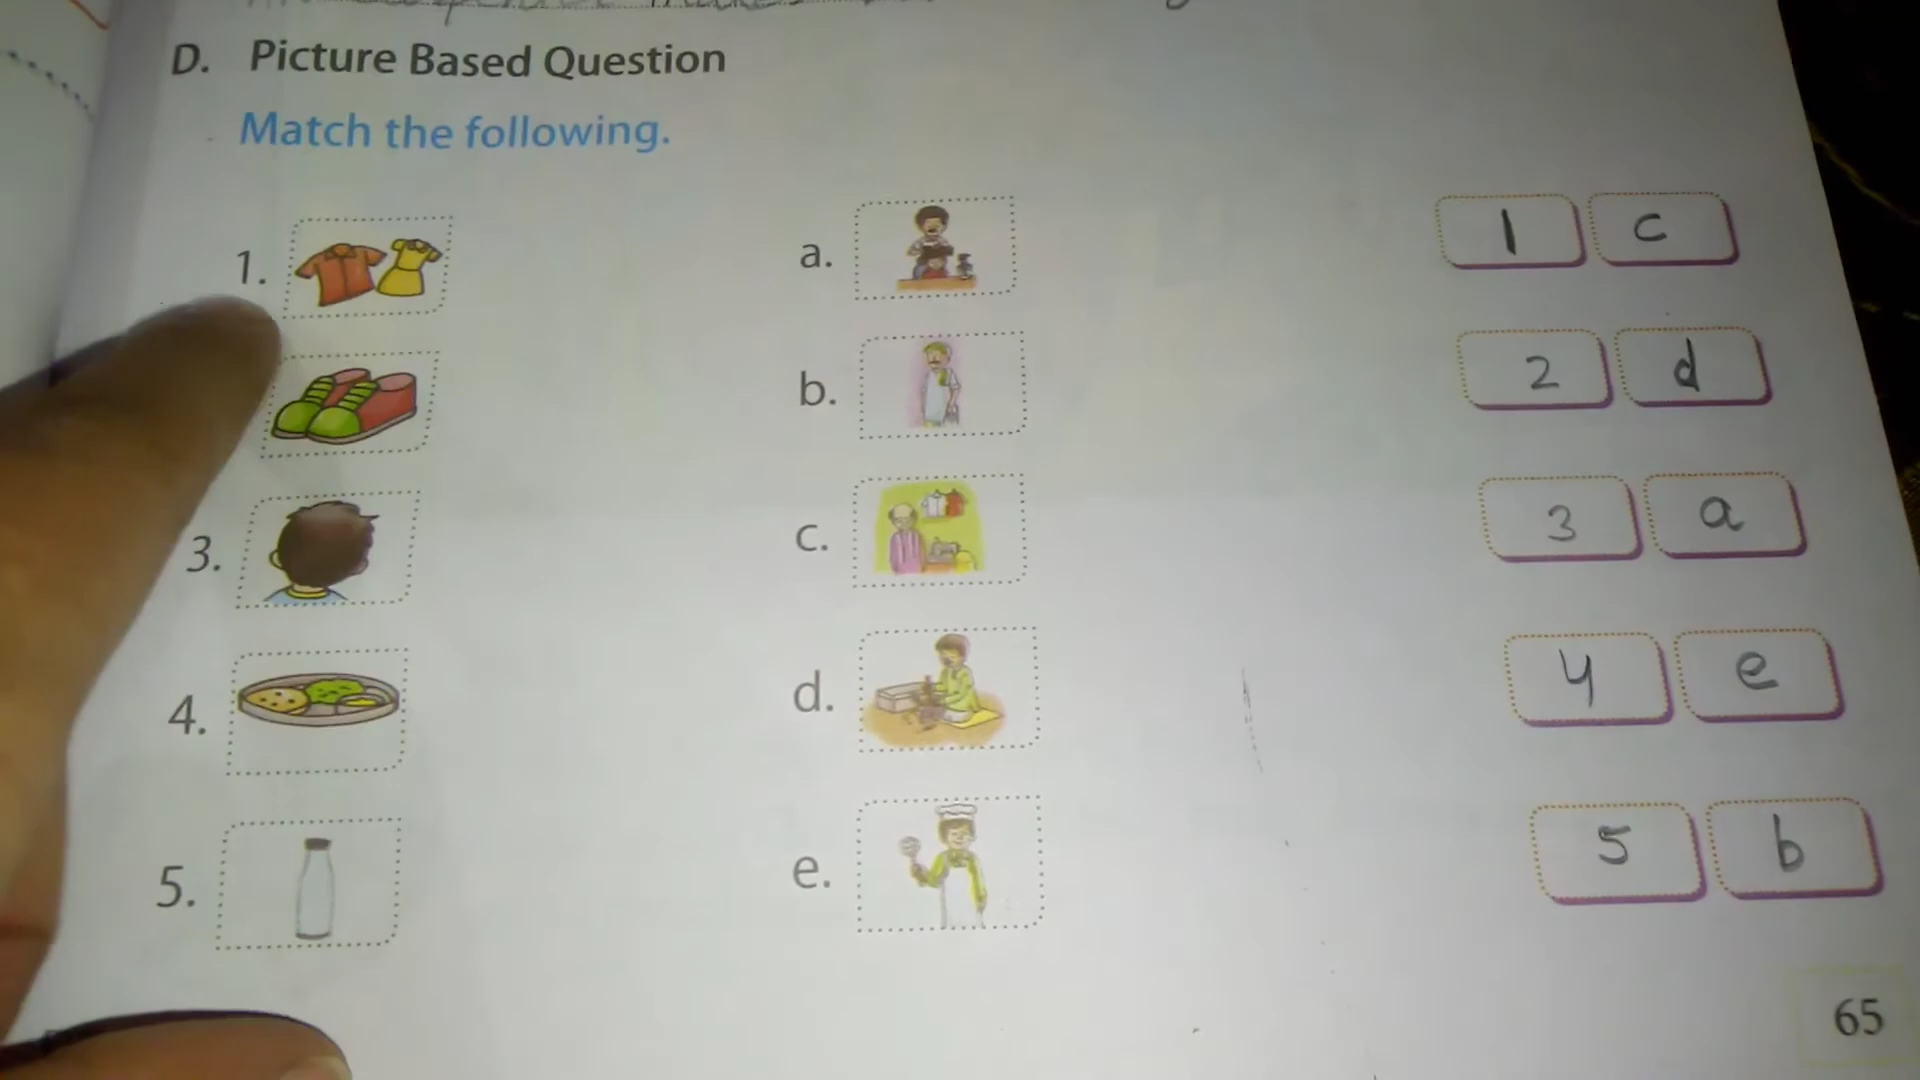 D. Picture Based Question
Match the following.
1. a. 1 c
b. 2 d
3. c. 3 a
4. d. 4 e
5. e. 5 b
65